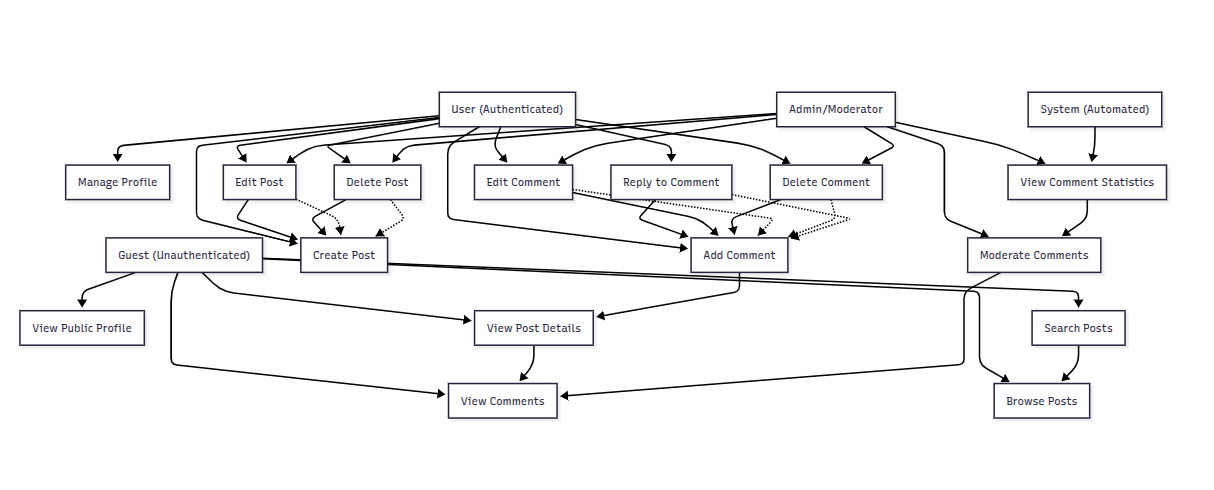 User (Authenticated)
Admin/Moderator
System (Automated)
Manage Profile
Edit Post
Delete Post
Edit Comment
Reply to Comment
Delete Comment
View Comment Statistics
Guest (Unauthenticated)
Create Post
Add Comment
Moderate Comments
View Public Profile
View Post Details
Search Posts
View Comments
Browse Posts